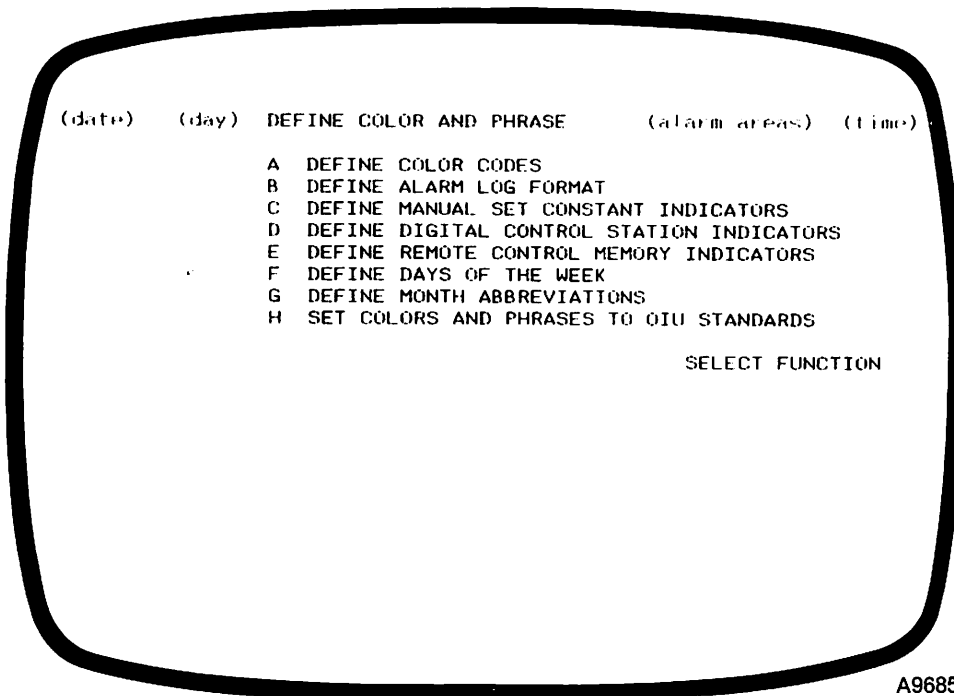 (date) (day) DEFINE COLOR AND PHRASE (alarm areas) (time)
A DEFINE COLOR CODES
B DEFINE ALARM LOG FORMAT
C DEFINE MANUAL SET CONSTANT INDICATORS
D DEFINE DIGITAL CONTROL STATION INDICATORS
E DEFINE REMOTE CONTROL MEMORY INDICATORS
F DEFINE DAYS OF THE WEEK
G DEFINE MONTH ABBREVIATIONS
H SET COLORS AND PHRASES TO OIU STANDARDS
SELECT FUNCTION
A9685